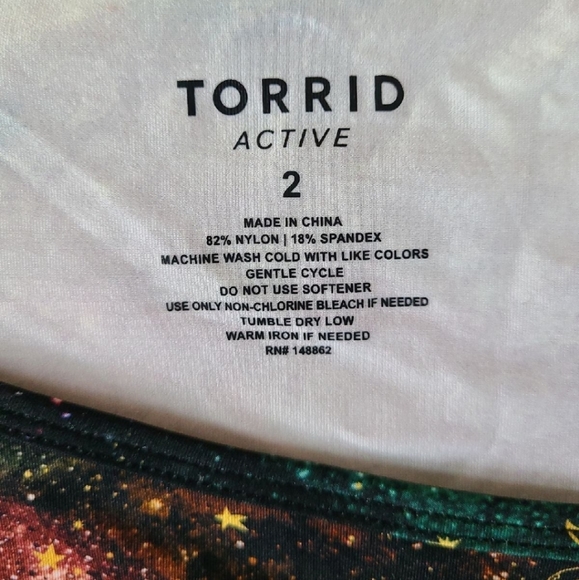 TORRID
ACTIVE
2
MADE IN CHINA
82% NYLON | 18% SPANDEX
MACHINE WASH COLD WITH LIKE COLORS
GENTLE CYCLE
DO NOT USE SOFTENER
USE ONLY NON-CHLORINE BLEACH IF NEEDED
TUMBLE DRY LOW
WARM IRON IF NEEDED
RN# 148862